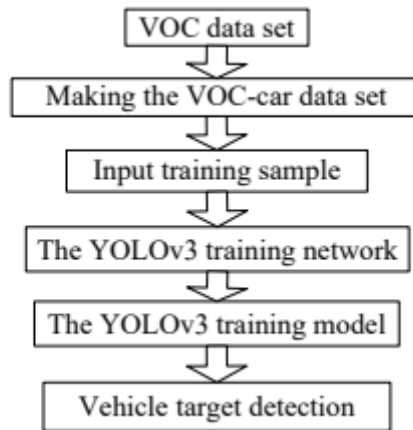 VOC data set
Making the VOC-car data set
Input training sample
The YOLOv3 training network
The YOLOv3 training model
Vehicle target detection